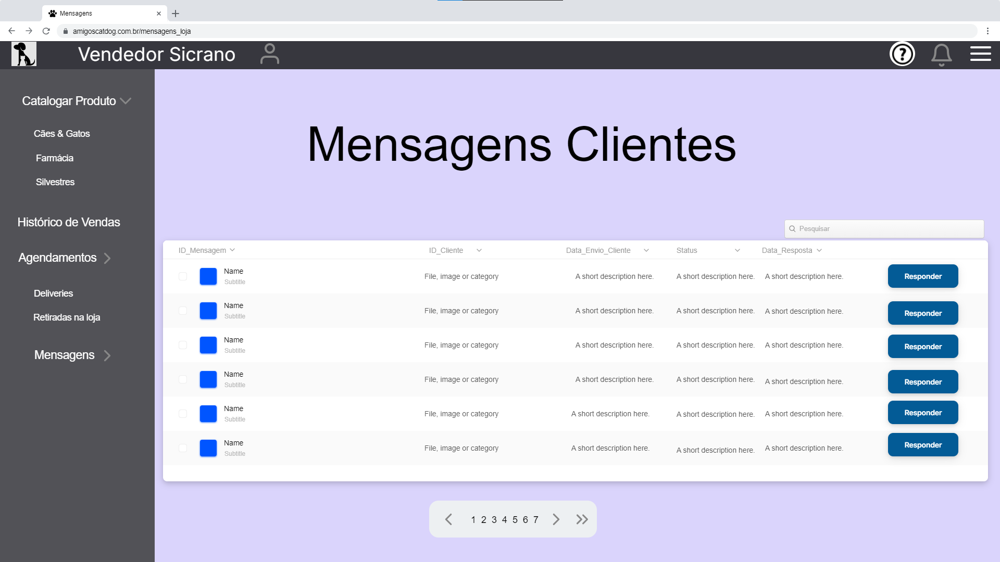 Mensagens
amigoscatdog.com.br/mensagens_loja
Vendedor Sicrano
?
Catalogar Produto
Cães & Gatos
Farmácia
Silvestres
Histórico de Vendas
Agendamentos
Deliveries
Retiradas na loja
Mensagens
Mensagens Clientes
Pesquisar
ID_Mensagem ID_Cliente Data_Envio_Cliente Status Data_Resposta
Name
Subtitle
File, image or category A short description here. A short description here. A short description here. Responder
Name
Subtitle
File, image or category A short description here. A short description here. A short description here. Responder
Name
Subtitle
File, image or category A short description here. A short description here. A short description here. Responder
Name
Subtitle
File, image or category A short description here. A short description here. A short description here. Responder
Name
Subtitle
File, image or category A short description here. A short description here. A short description here. Responder
Name
Subtitle
File, image or category A short description here. A short description here. A short description here. Responder
1 2 3 4 5 6 7